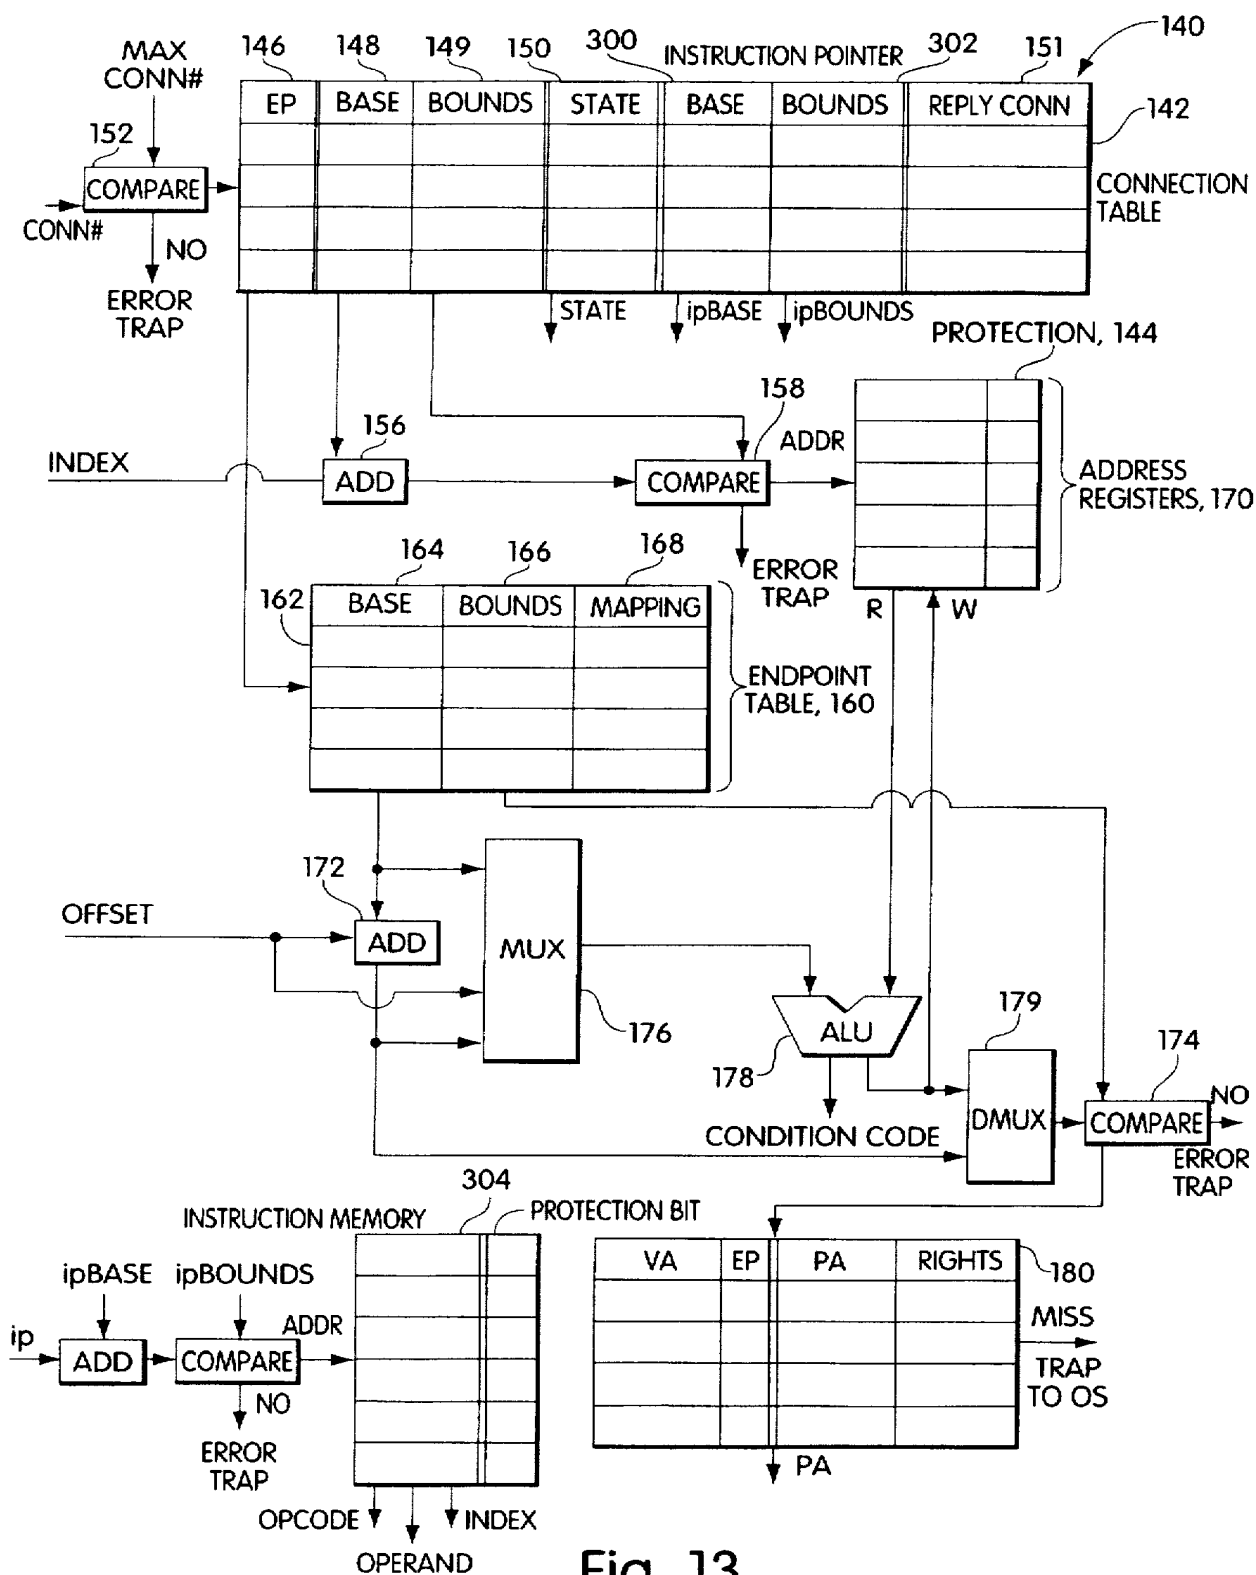 146
148
149
150
300
INSTRUCTION POINTER
302
151
140
MAX
CONN#
EP
BASE
BOUNDS
STATE
BASE
BOUNDS
REPLY CONN
142
152
COMPARE
CONNECTION
TABLE
CONN#
NO
ERROR
TRAP
STATE
ipBASE
ipBOUNDS
PROTECTION, 144
158
156
ADDR
INDEX
ADD
COMPARE
ADDRESS
REGISTERS, 170
164
166
168
ERROR
TRAP
162
BASE
BOUNDS
MAPPING
R
W
ENDPOINT
TABLE, 160
172
OFFSET
ADD
MUX
176
ALU
178
179
174
NO
DMUX
COMPARE
CONDITION CODE
ERROR
TRAP
304
INSTRUCTION MEMORY
PROTECTION BIT
VA
EP
PA
RIGHTS
180
ipBASE
ipBOUNDS
ADDR
MISS
ip
ADD
COMPARE
TRAP
TO OS
NO
ERROR
TRAP
PA
OPCODE
INDEX
OPERAND
Fig. 13